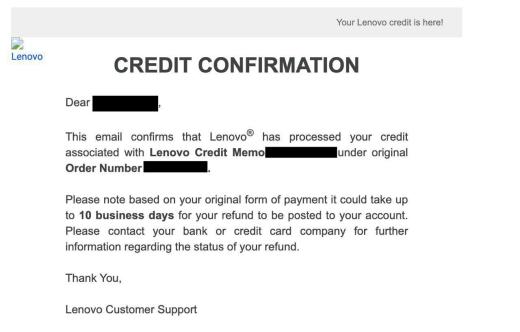 Your Lenovo credit is here!
Lenovo
CREDIT CONFIRMATION
Dear ,
This email confirms that Lenovo® has processed your credit
associated with Lenovo Credit Memo under original
Order Number .
Please note based on your original form of payment it could take up
to 10 business days for your refund to be posted to your account.
Please contact your bank or credit card company for further
information regarding the status of your refund.
Thank You,
Lenovo Customer Support